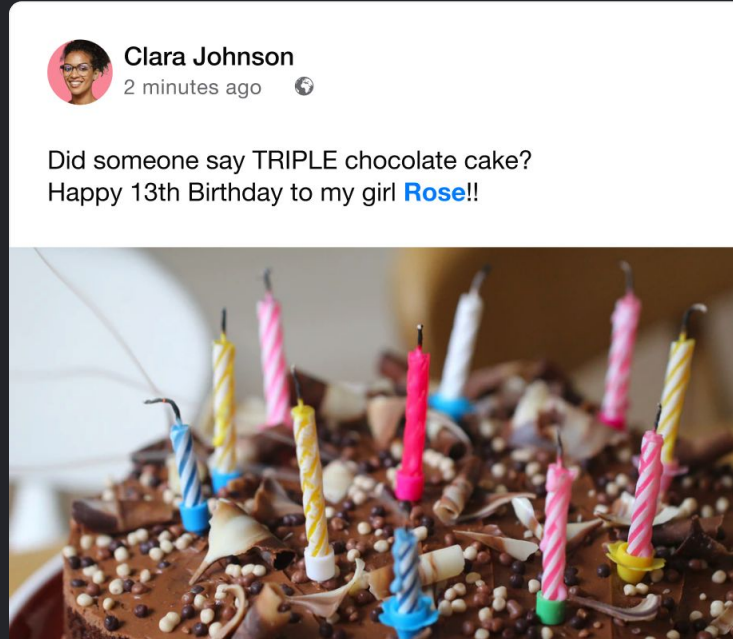 Clara Johnson
2 minutes ago
Did someone say TRIPLE chocolate cake?
Happy 13th Birthday to my girl Rose!!